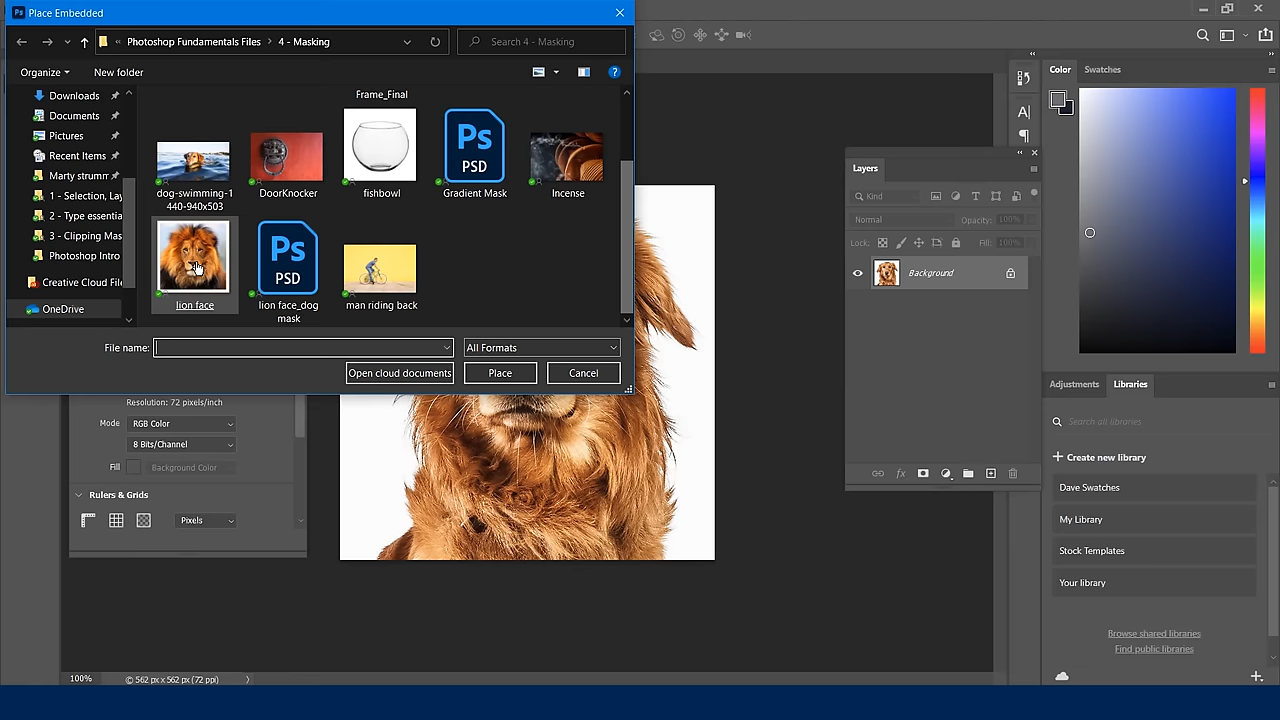 Ps Place Embedded
« Photoshop Fundamentals Files > 4 - Masking
Search 4 - Masking
Organize
New folder
?
Downloads
Documents
Pictures
Recent Items
Marty strumm
1 - Selection, Lay
2 - Type essentia
3 - Clipping Mas
Photoshop Intro
Creative Cloud File
OneDrive
Frame_Final
Ps
PSD
dog-swimming-1
440-940x503
DoorKnocker
fishbowl
Gradient Mask
Incense
Ps
PSD
lion face
lion face_dog
mask
man riding back
File name:
All Formats
Open cloud documents
Place
Cancel
Resolution: 72 pixels/inch
Mode
RGB Color
8 Bits/Channel
Fill
Background Color
Rulers & Grids
Pixels
100%
© 562 px x 562 px (72 ppi)
Layers
Kind
Normal
Opacity: 100%
Lock:
Fill: 100%
Background
fx
A
Color
Swatches
Adjustments
Libraries
Search all libraries
Create new library
Dave Swatches
My Library
Stock Templates
Your library
Browse shared libraries
Find public libraries